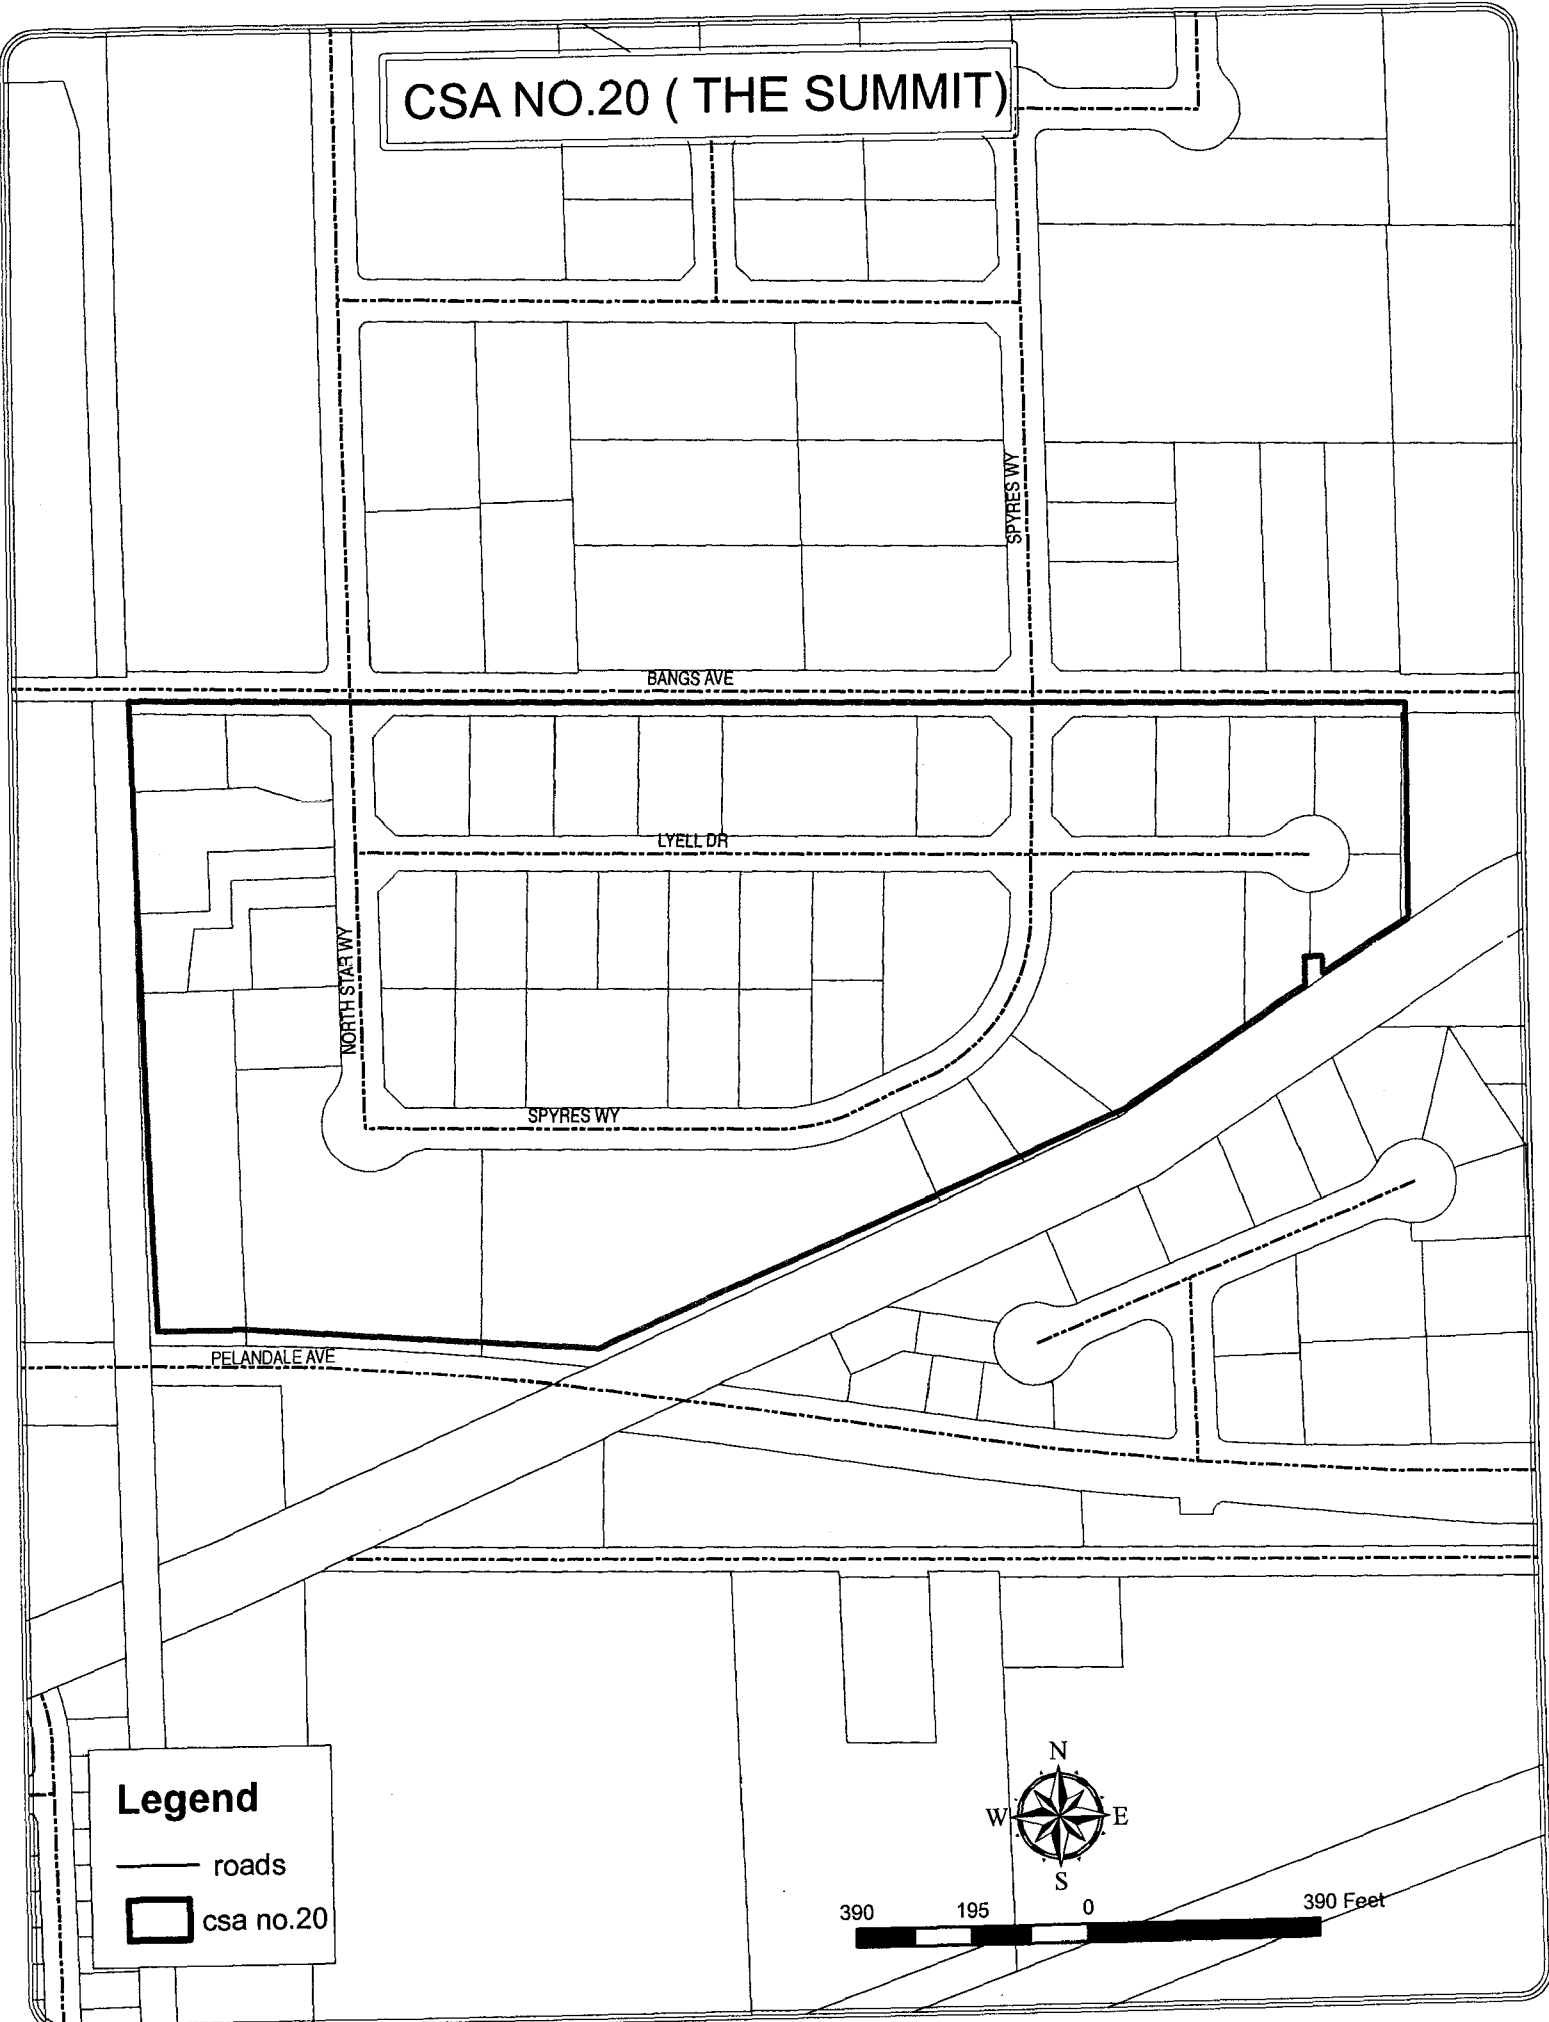 CSA NO.20 ( THE SUMMIT)
SPYRES WY
BANGS AVE
LYELL DR
NORTH STAR WY
SPYRES WY
PELANDALE AVE
Legend
roads
csa no.20
N
W E
S
390 195 0 390 Feet